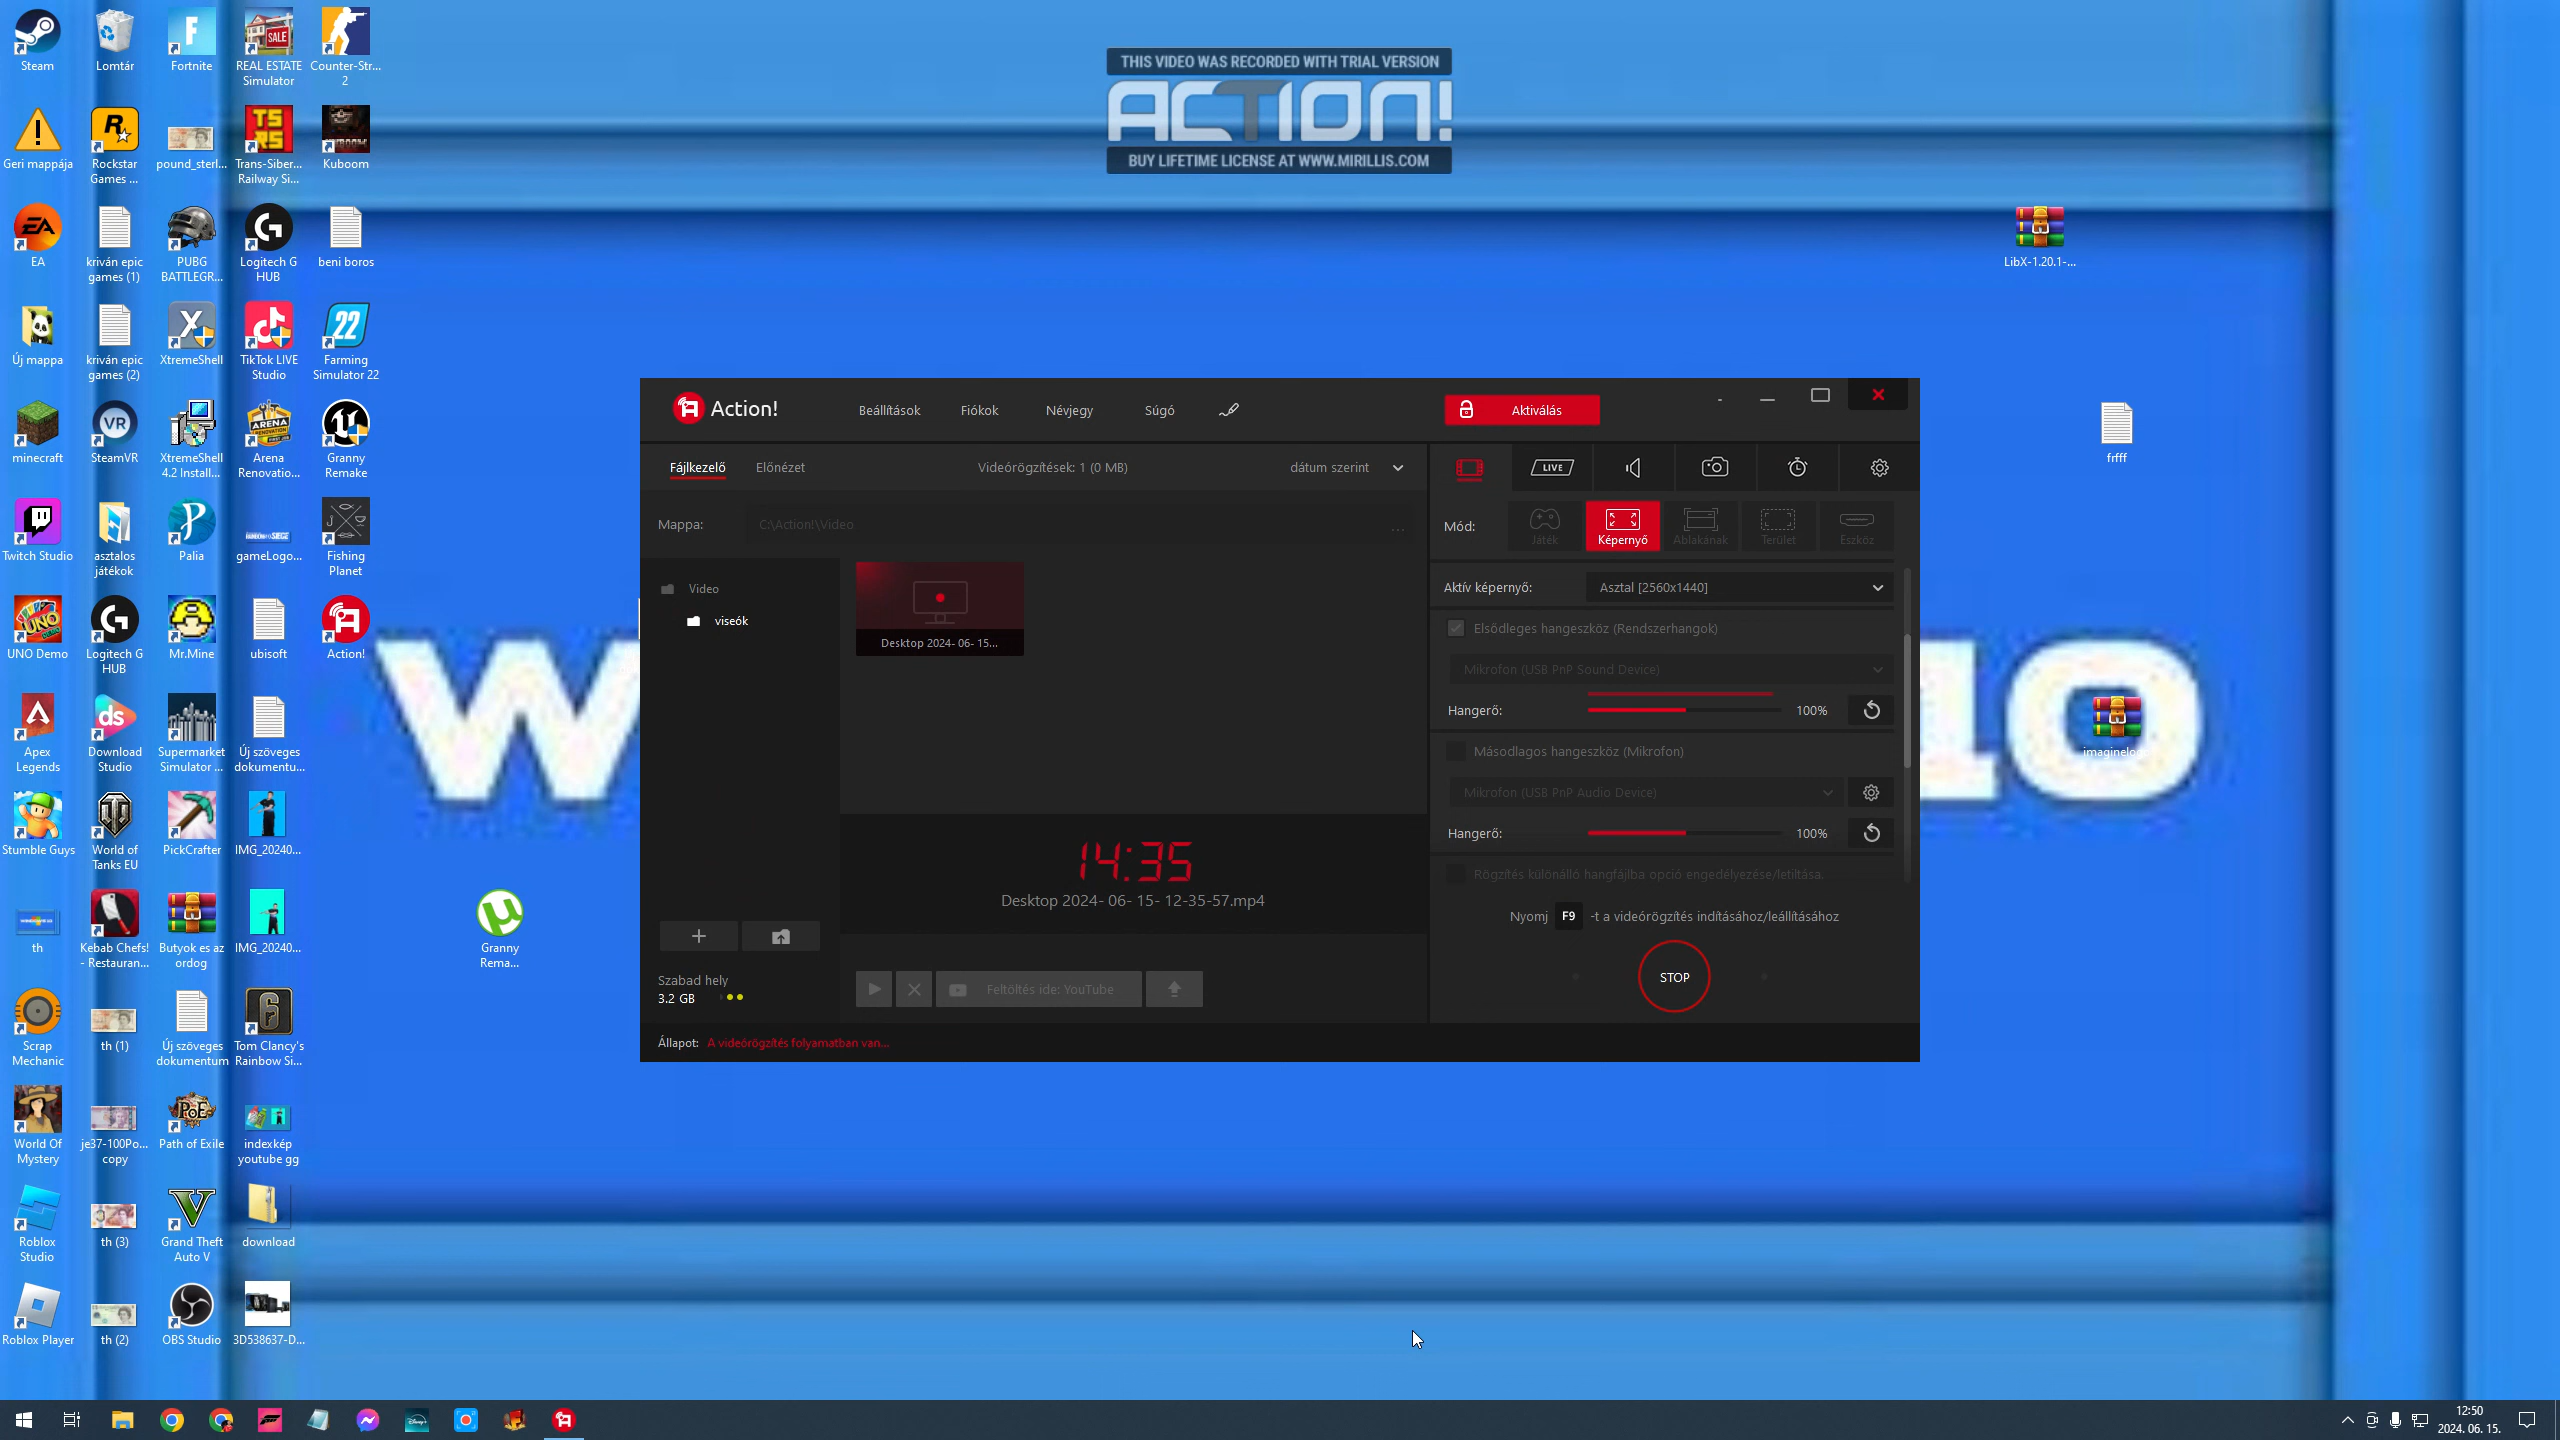 Steam
Lomtár
Fortnite
REAL ESTATE
Simulator
Counter-Str...
2
Geri mappája
Rockstar
Games ...
pound_sterl...
Trans-Siber...
Railway Si...
Kuboom
EA
kriván epic
games (1)
PUBG
BATTLEGR...
Logitech G
HUB
beni boros
Új mappa
kriván epic
games (2)
XtremeShell
TikTok LIVE
Studio
Farming
Simulator 22
minecraft
SteamVR
XtremeShell
4.2 Install...
Arena
Renovatio...
Granny
Remake
Twitch Studio
asztalos
játékok
Palia
gameLogo...
Fishing
Planet
UNO Demo
Logitech G
HUB
Mr.Mine
ubisoft
Action!
Apex
Legends
Download
Studio
Supermarket
Simulator ...
Új szöveges
dokumentu...
Stumble Guys
World of
Tanks EU
PickCrafter
IMG_20240...
th
Kebab Chefs!
- Restauran...
Butyok es az
ordog
IMG_20240...
Scrap
Mechanic
th (1)
Új szöveges
dokumentum
Tom Clancy's
Rainbow Si...
World Of
Mystery
je37-100Po...
copy
Path of Exile
indexkép
youtube gg
Roblox
Studio
th (3)
Grand Theft
Auto V
download
Roblox Player
th (2)
OBS Studio
3D538637-D...
Granny
Rema...
THIS VIDEO WAS RECORDED WITH TRIAL VERSION
ACTION!
BUY LIFETIME LICENSE AT WWW.MIRILLIS.COM
LibX-1.20.1-...
frfff
W
10
Action!
Beállítások
Fiókok
Névjegy
Súgó
Aktiválás
Fájlkezelő
Előnézet
Videórögzítések: 1 (0 MB)
dátum szerint
LIVE
Mappa:
C:\Action!\Video
...
Mód:
Játék
Képernyő
Ablakának
Terület
Eszköz
Video
viseók
Desktop 2024- 06- 15...
Aktív képernyő:
Asztal [2560x1440]
Elsődleges hangeszköz (Rendszerhangok)
Mikrofon (USB PnP Sound Device)
Hangerő:
100%
Másodlagos hangeszköz (Mikrofon)
Mikrofon (USB PnP Audio Device)
Hangerő:
100%
Rögzítés különálló hangfájlba opció engedélyezése/letiltása.
14:35
Desktop 2024- 06- 15- 12-35-57.mp4
Nyomj F9 -t a videórögzítés indításához/leállításához
STOP
Szabad hely
3.2 GB
Feltöltés ide: YouTube
Állapot: A videórögzítés folyamatban van...
12:50
2024. 06. 15.